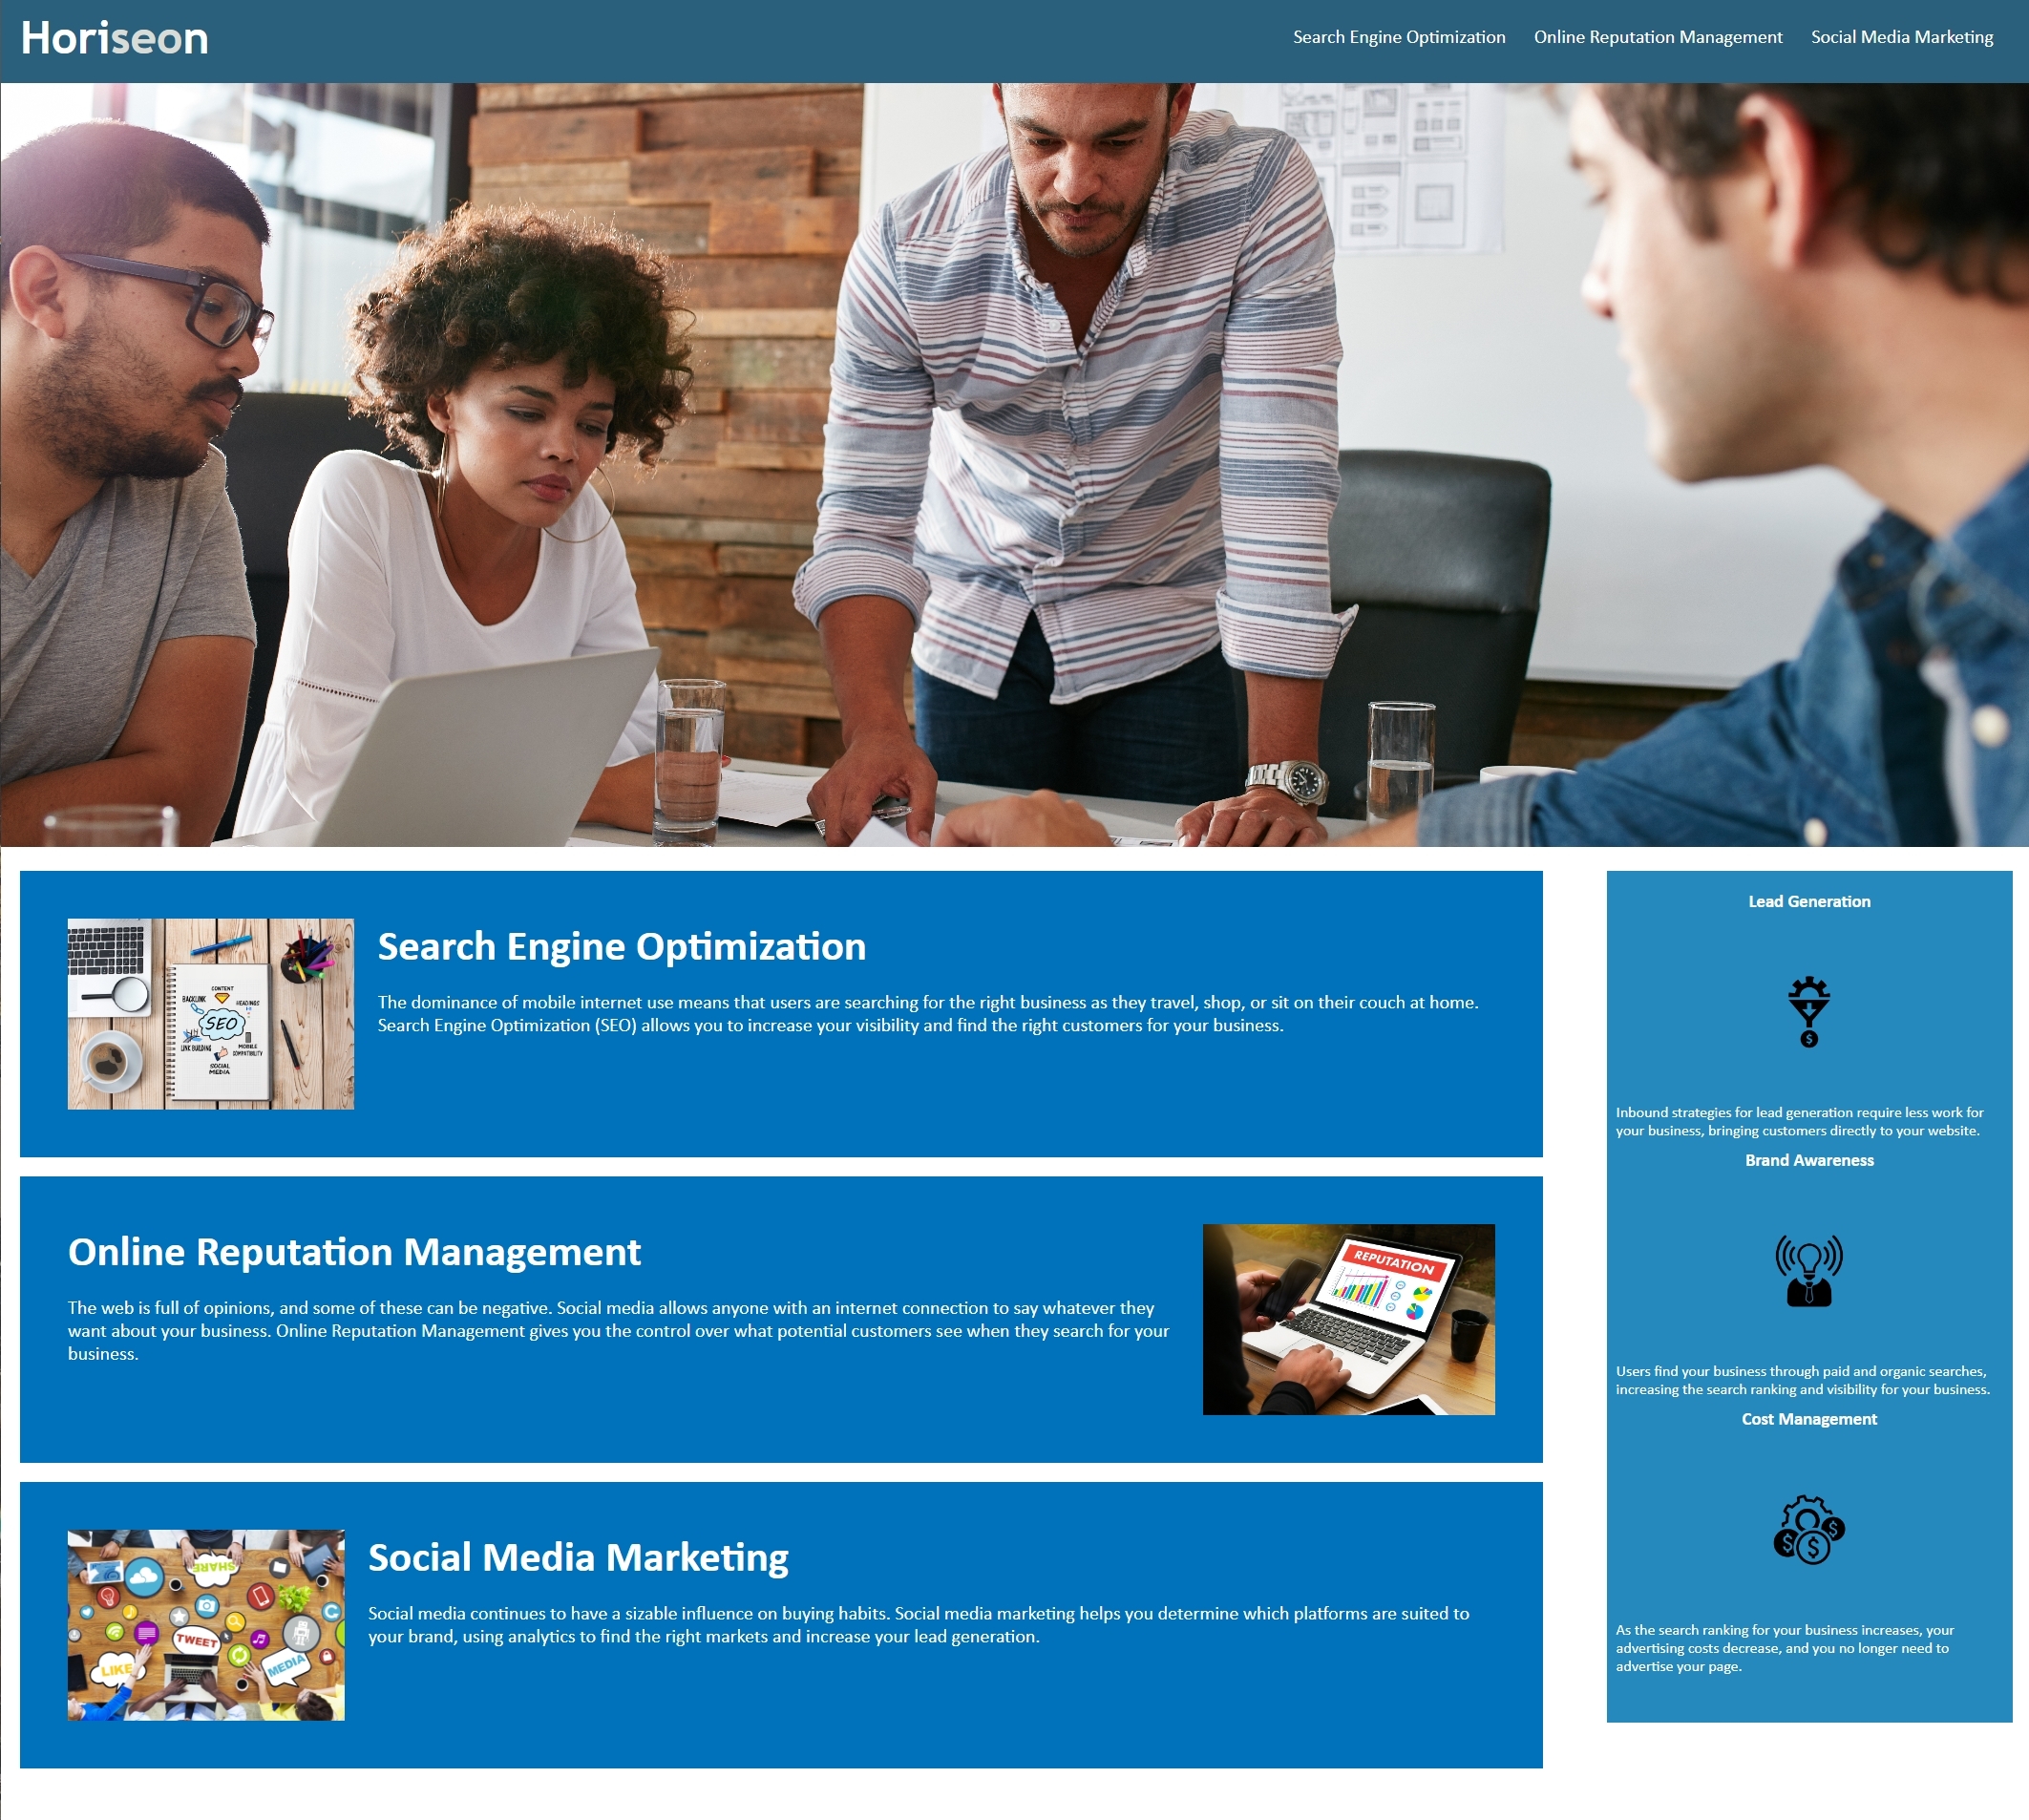 Horiseon
Search Engine Optimization
Online Reputation Management
Social Media Marketing
CONTENT
BACKLINK
HEADINGS
SEO
LINK BUILDING
MOBILE
COMPATIBILITY
SOCIAL
MEDIA
Search Engine Optimization
The dominance of mobile internet use means that users are searching for the right business as they travel, shop, or sit on their couch at home.
Search Engine Optimization (SEO) allows you to increase your visibility and find the right customers for your business.
Online Reputation Management
The web is full of opinions, and some of these can be negative. Social media allows anyone with an internet connection to say whatever they
want about your business. Online Reputation Management gives you the control over what potential customers see when they search for your
business.
REPUTATION
SHARE
TWEET
LIKE
MEDIA
Social Media Marketing
Social media continues to have a sizable influence on buying habits. Social media marketing helps you determine which platforms are suited to
your brand, using analytics to find the right markets and increase your lead generation.
Lead Generation
$
Inbound strategies for lead generation require less work for
your business, bringing customers directly to your website.
Brand Awareness
Users find your business through paid and organic searches,
increasing the search ranking and visibility for your business.
Cost Management
$ $ $
As the search ranking for your business increases, your
advertising costs decrease, and you no longer need to
advertise your page.